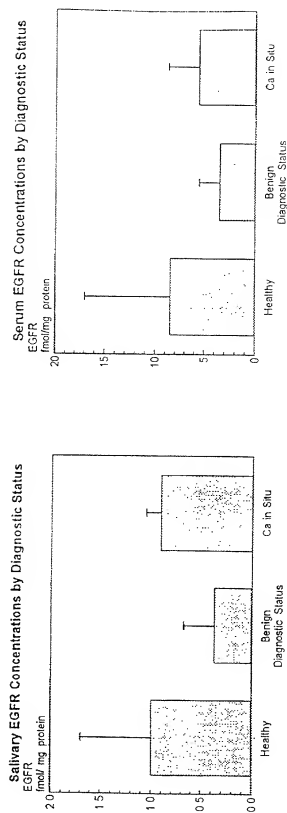 Salivary EGFR Concentrations by Diagnostic Status
EGFR
fmol/ mg protein
2 0
1 5
1 0
0 5
0
Healthy
Benign
Ca in Situ
Diagnostic Status
Serum EGFR Concentrations by Diagnostic Status
EGFR
fmol/mg protein
20
15
10
5
0
Healthy
Benign
Ca in Situ
Diagnostic Status